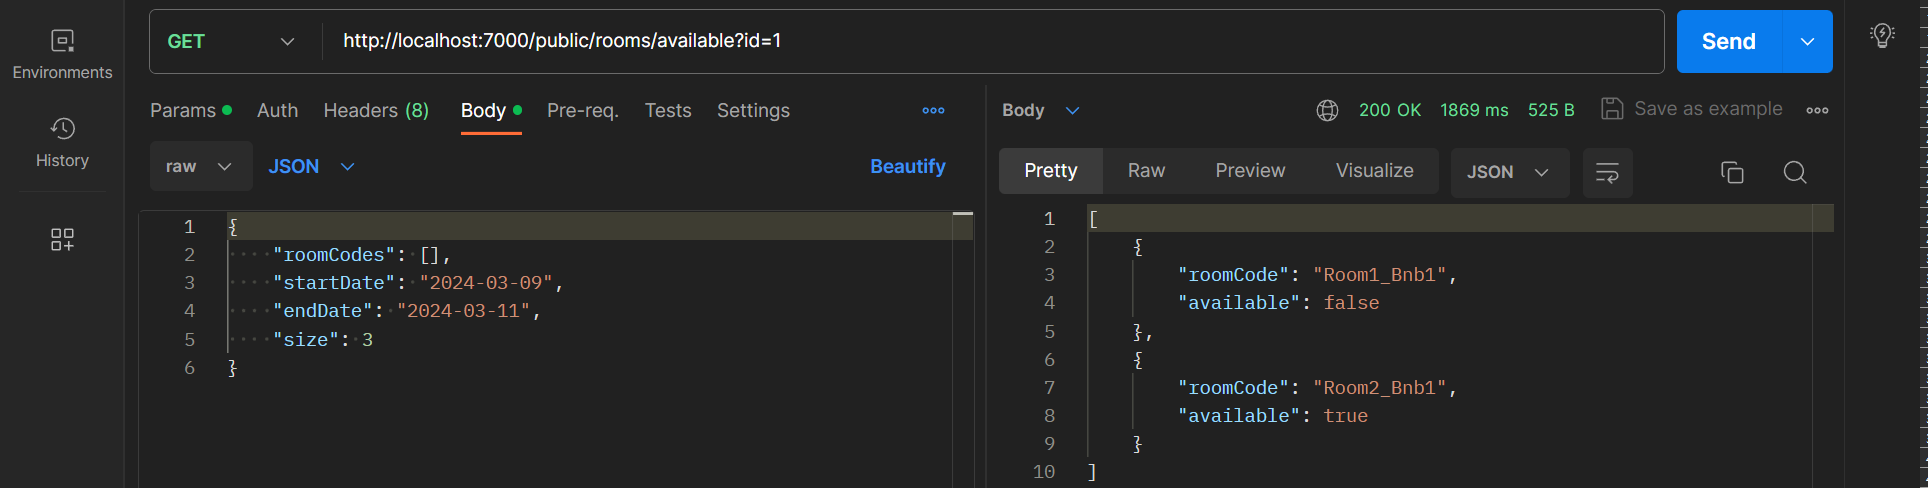 GET
http://localhost:7000/public/rooms/available?id=1
Send
Environments
History
Params
Auth
Headers (8)
Body
Pre-req.
Tests
Settings
raw
JSON
Beautify
1 {
2 "roomCodes": [],
3 "startDate": "2024-03-09",
4 "endDate": "2024-03-11",
5 "size": 3
6 }
Body
200 OK
1869 ms
525 B
Save as example
Pretty
Raw
Preview
Visualize
JSON
1 [
2 {
3 "roomCode": "Room1_Bnb1",
4 "available": false
5 },
6 {
7 "roomCode": "Room2_Bnb1",
8 "available": true
9 }
10 ]